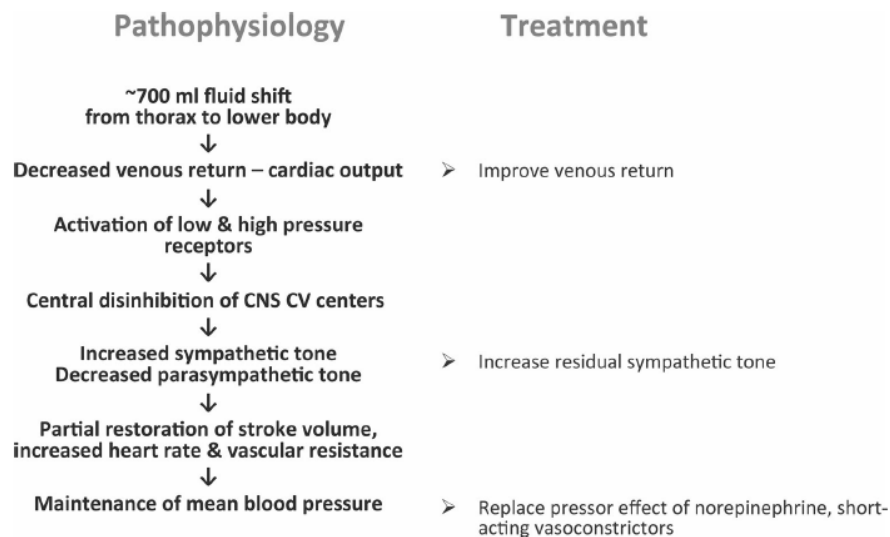 Pathophysiology
Treatment
~700 ml fluid shift
from thorax to lower body
↓
Decreased venous return – cardiac output
➢ Improve venous return
↓
Activation of low & high pressure
receptors
↓
Central disinhibition of CNS CV centers
↓
Increased sympathetic tone
Decreased parasympathetic tone
➢ Increase residual sympathetic tone
↓
Partial restoration of stroke volume,
increased heart rate & vascular resistance
↓
Maintenance of mean blood pressure
➢ Replace pressor effect of norepinephrine, short-
acting vasoconstrictors